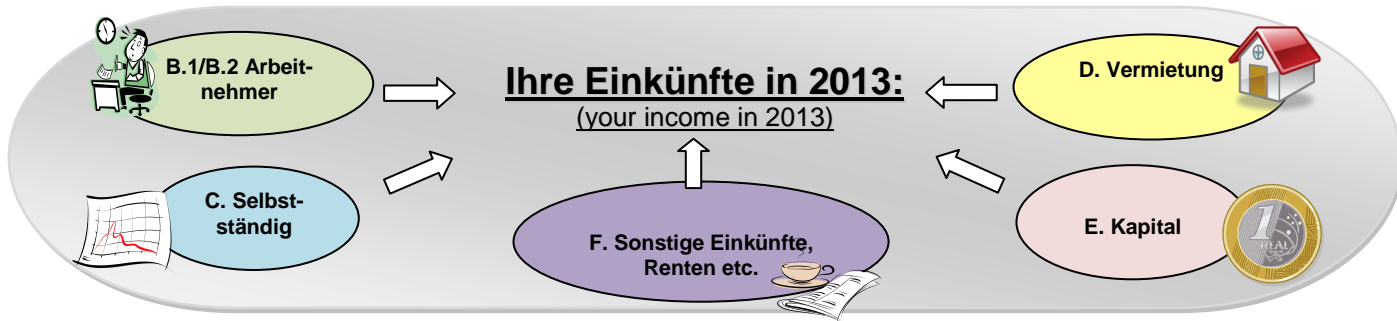 B.1/B.2 Arbeit-
nehmer
Ihre Einkünfte in 2013:
(your income in 2013)
D. Vermietung
C. Selbst-
ständig
F. Sonstige Einkünfte,
Renten etc.
E. Kapital
1
REAL